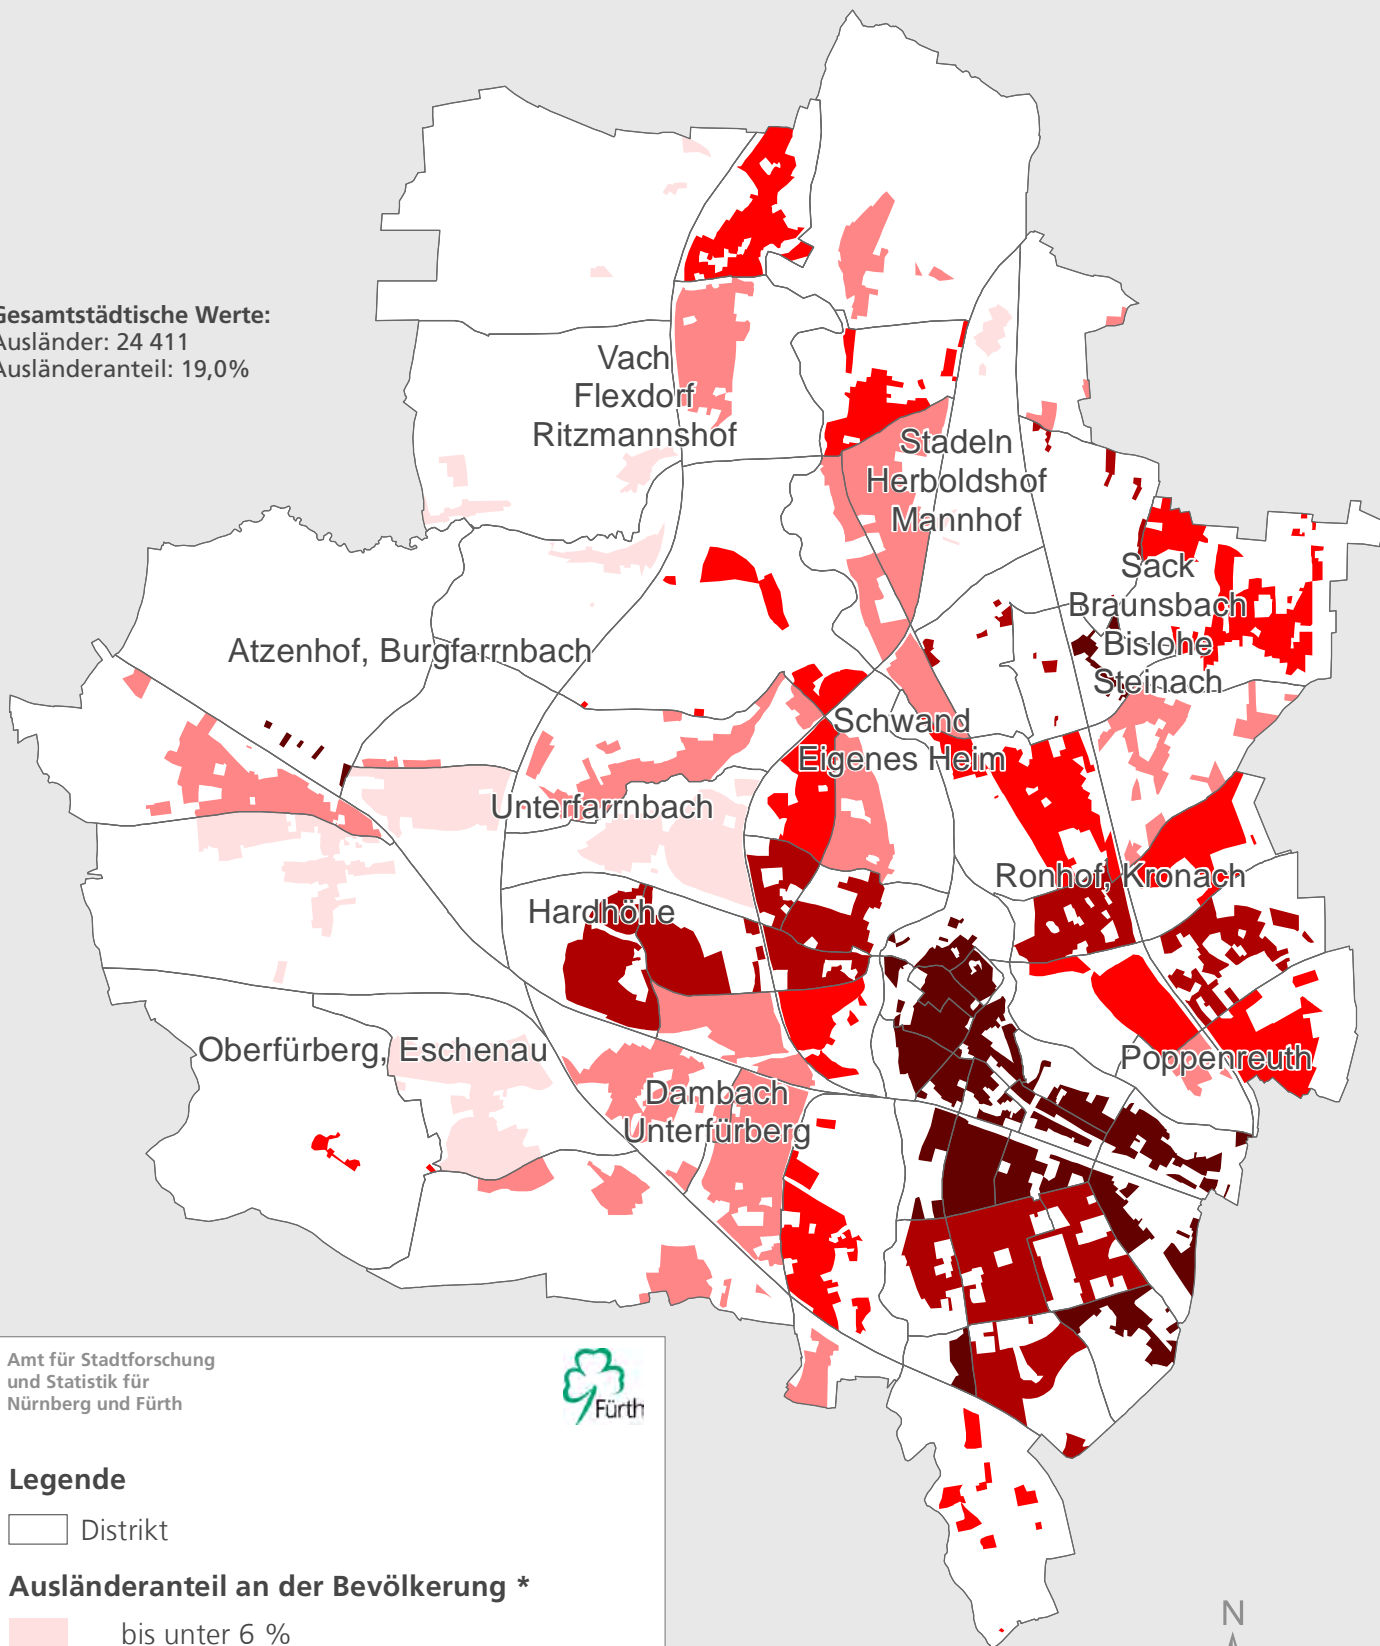 Gesamtstädtische Werte:
Ausländer: 24 411
Ausländeranteil: 19,0%
Vach
Flexdorf
Ritzmannshof
Stadeln
Herboldshof
Mannhof
Sack
Braunsbach
Bislohe
Steinach
Atzenhof, Burgfarrnbach
Schwand
Eigenes Heim
Unterfarrnbach
Ronhof, Kronach
Hardhöhe
Oberfürberg, Eschenau
Poppenreuth
Dambach
Unterfürberg
Amt für Stadtforschung
und Statistik für
Nürnberg und Fürth
Fürth
Legende
Distrikt
Ausländeranteil an der Bevölkerung *
bis unter 6 %
N